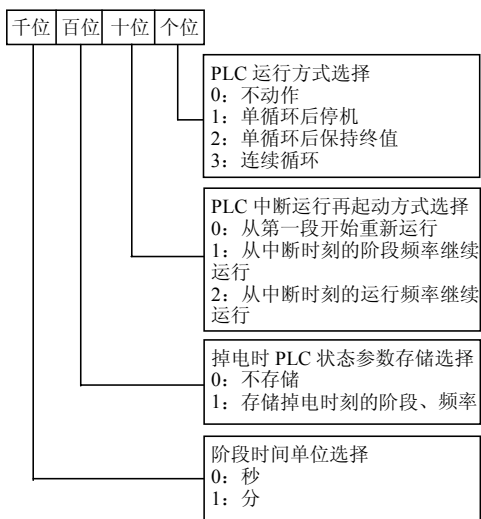 千位 百位 十位 个位
PLC 运行方式选择
0：不动作
1：单循环后停机
2：单循环后保持终值
3：连续循环
PLC 中断运行再起动方式选择
0：从第一段开始重新运行
1：从中断时刻的阶段频率继续
运行
2：从中断时刻的运行频率继续
运行
掉电时 PLC 状态参数存储选择
0：不存储
1：存储掉电时刻的阶段、频率
阶段时间单位选择
0：秒
1：分